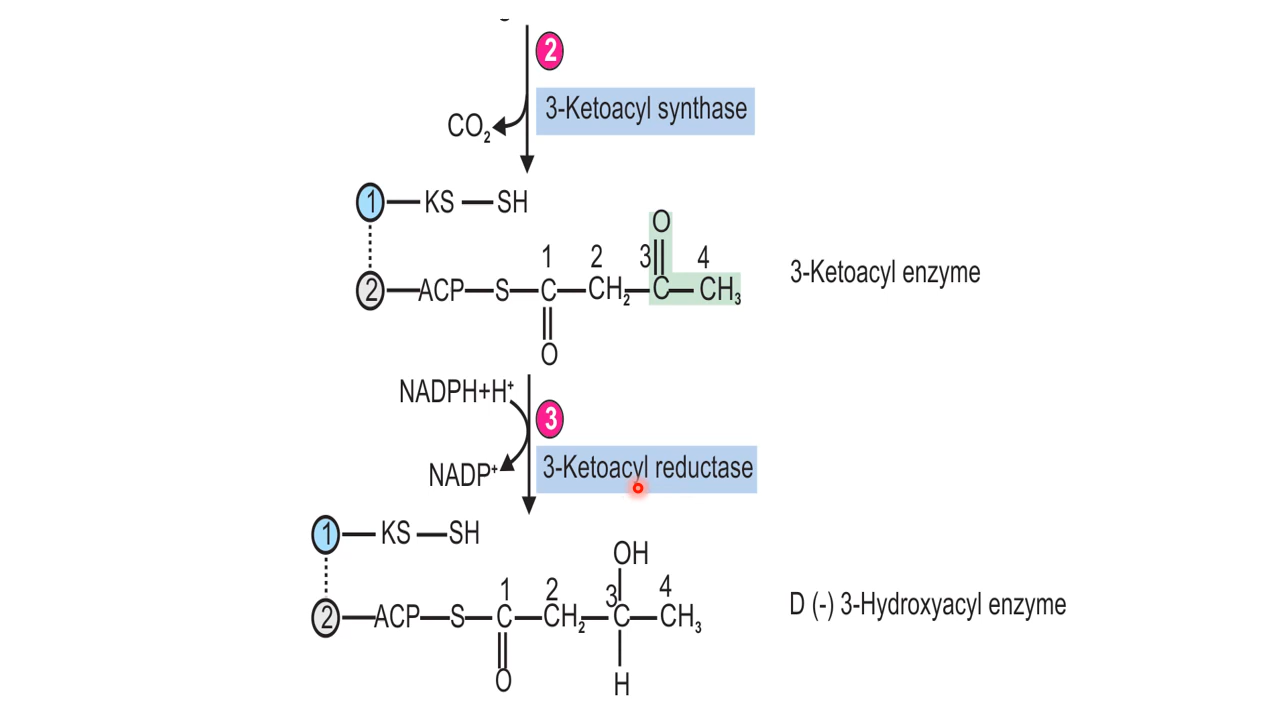 2
3-Ketoacyl synthase
CO₂
1 KS SH
O
1 2 3 4
2 ACP S C CH₂ C CH₃
3-Ketoacyl enzyme
O
NADPH+H⁺
3
3-Ketoacyl reductase
NADP⁺
1 KS SH
OH
1 2 3 4
2 ACP S C CH₂ C CH₃
D (-) 3-Hydroxyacyl enzyme
O
H